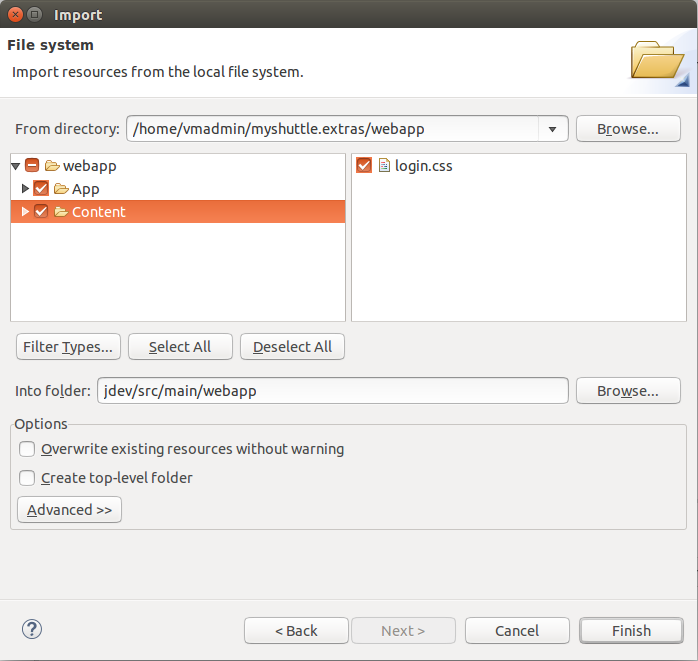 Import
File system
Import resources from the local file system.
From directory: /home/vmadmin/myshuttle.extras/webapp Browse...
webapp login.css
App
Content
Filter Types... Select All Deselect All
Into folder: jdev/src/main/webapp Browse...
Options
Overwrite existing resources without warning
Create top-level folder
Advanced >>
? < Back Next > Cancel Finish